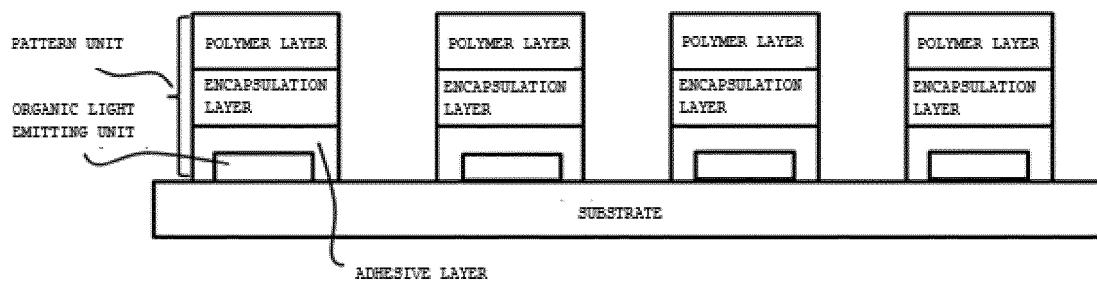 PATTERN UNIT
ORGANIC LIGHT
EMITTING UNIT
POLYMER LAYER
ENCAPSULATION
LAYER
POLYMER LAYER
ENCAPSULATION
LAYER
POLYMER LAYER
ENCAPSULATION
LAYER
POLYMER LAYER
ENCAPSULATION
LAYER
SUBSTRATE
ADHESIVE LAYER